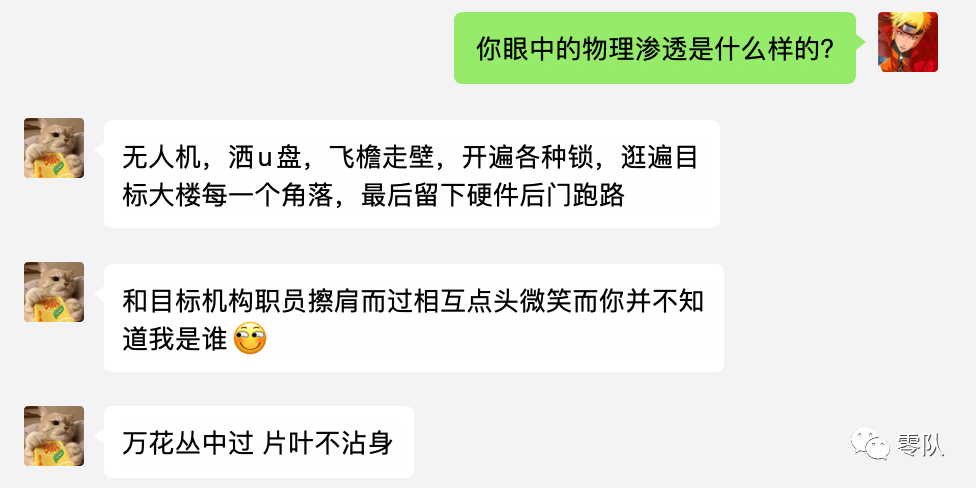 你眼中的物理渗透是什么样的?
无人机，洒u盘，飞檐走壁，开遍各种锁，逛遍目
标大楼每一个角落，最后留下硬件后门跑路
和目标机构职员擦肩而过相互点头微笑而你并不知
道我是谁
万花丛中过 片叶不沾身
零队